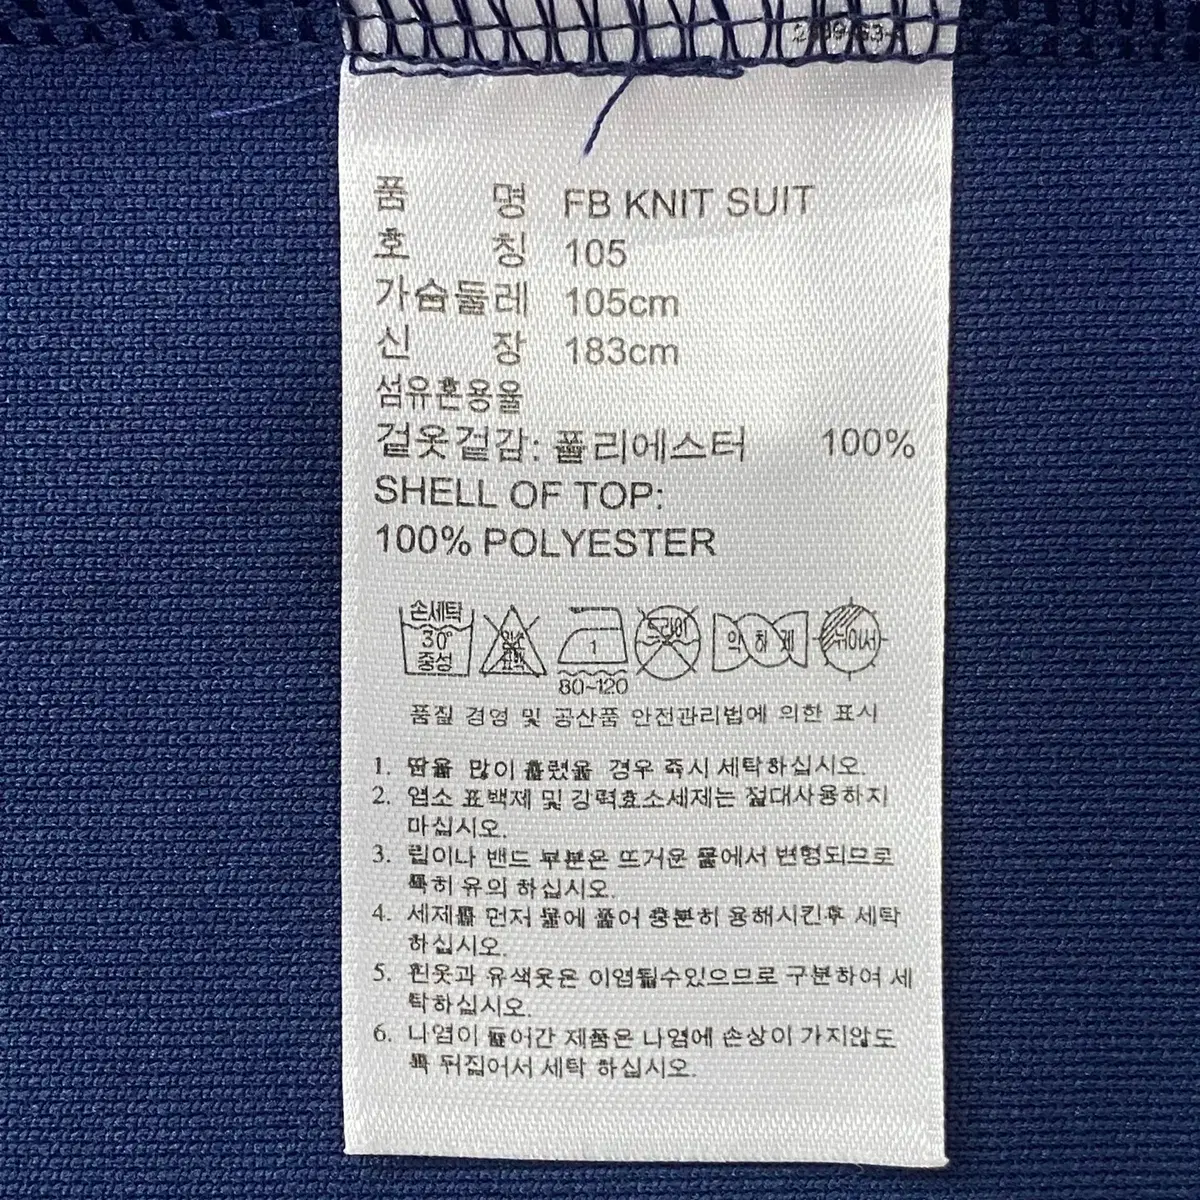 품 명 FB KNIT SUIT
호 칭 105
가슴둘레 105cm
신 장 183cm
섬유혼용율
겉옷겉감: 폴리에스터 100%
SHELL OF TOP:
100% POLYESTER
손세탁 30° 중성 염소 표백 1 드라이 약하게 뉘어서
80~120
품질 경영 및 공산품 안전관리법에 의한 표시
1. 땀을 많이 흘렸을 경우 즉시 세탁하십시오.
2. 염소 표백제 및 강력효소세제는 절대사용하지
마십시오.
3. 립이나 밴드 부분은 뜨거운 물에서 변형되므로
특히 유의 하십시오.
4. 세제를 먼저 물에 풀어 충분히 용해시킨후 세탁
하십시오.
5. 흰옷과 유색옷은 이염될수있으므로 구분하여 세
탁하십시오.
6. 나염이 들어간 제품은 나염에 손상이 가지않도
록 뒤집어서 세탁 하십시오.